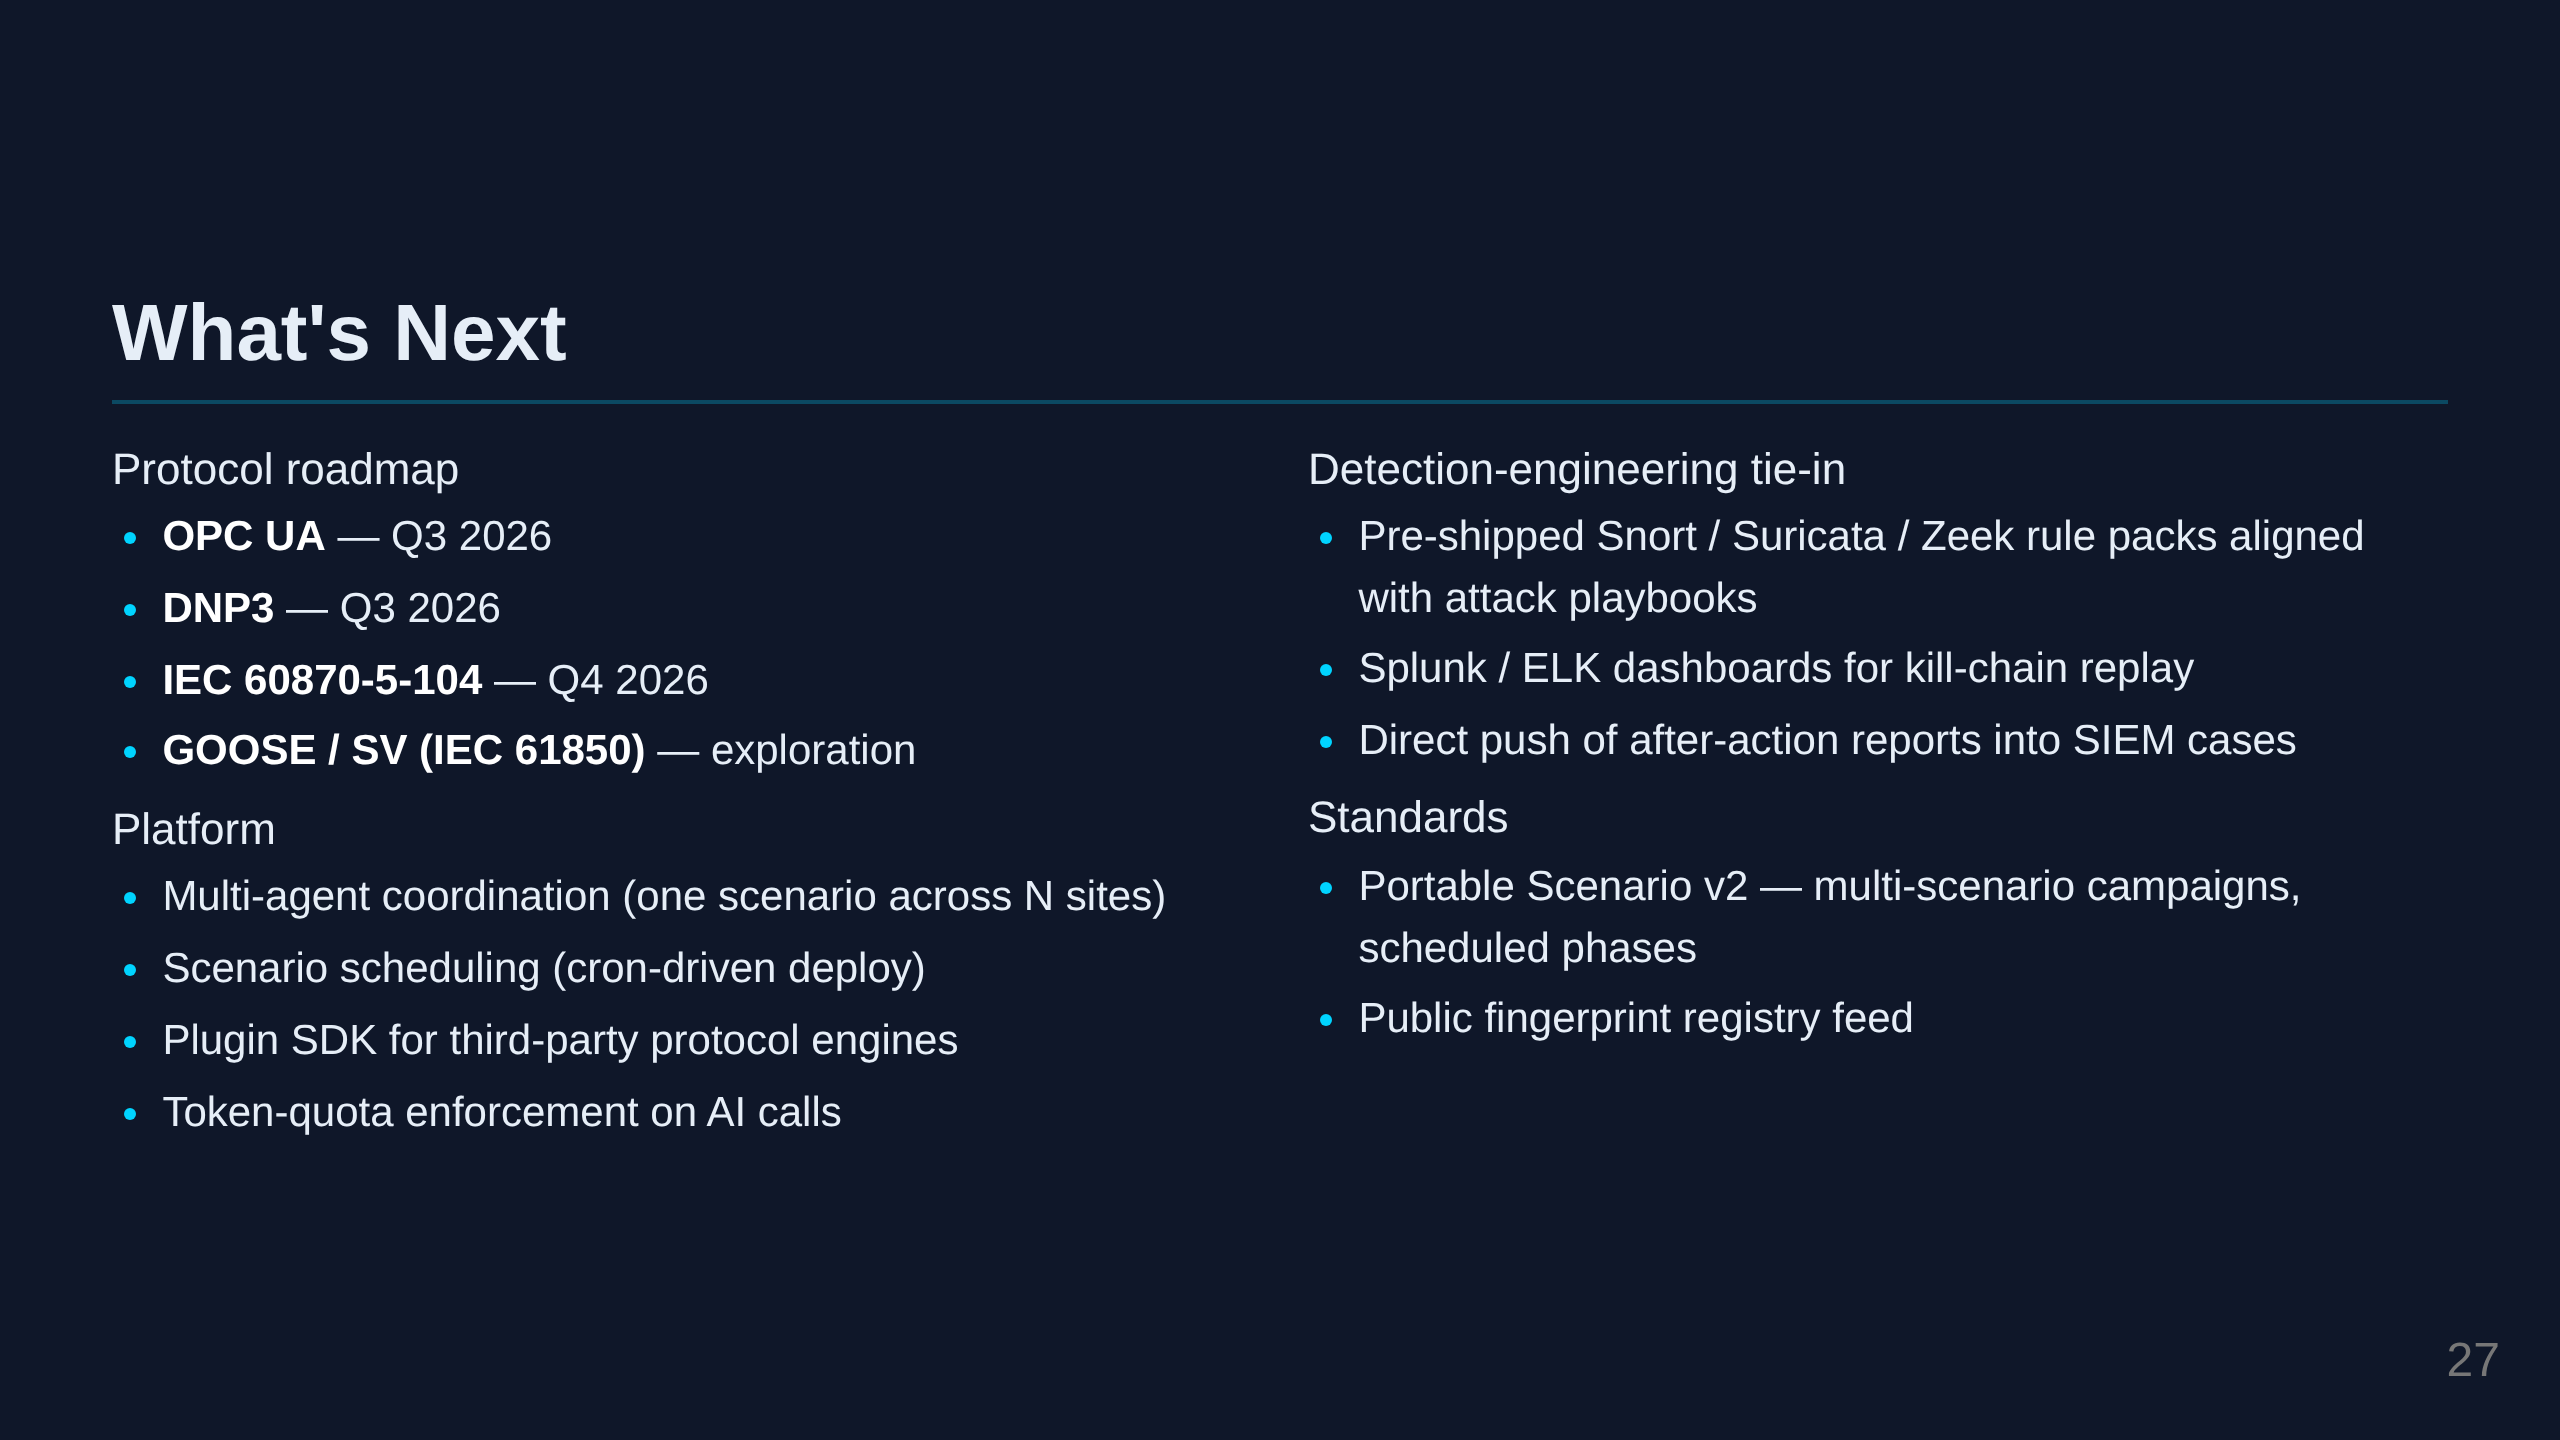 What's Next
Protocol roadmap
• OPC UA — Q3 2026
• DNP3 — Q3 2026
• IEC 60870-5-104 — Q4 2026
• GOOSE / SV (IEC 61850) — exploration
Platform
• Multi-agent coordination (one scenario across N sites)
• Scenario scheduling (cron-driven deploy)
• Plugin SDK for third-party protocol engines
• Token-quota enforcement on AI calls
Detection-engineering tie-in
• Pre-shipped Snort / Suricata / Zeek rule packs aligned
with attack playbooks
• Splunk / ELK dashboards for kill-chain replay
• Direct push of after-action reports into SIEM cases
Standards
• Portable Scenario v2 — multi-scenario campaigns,
scheduled phases
• Public fingerprint registry feed
27